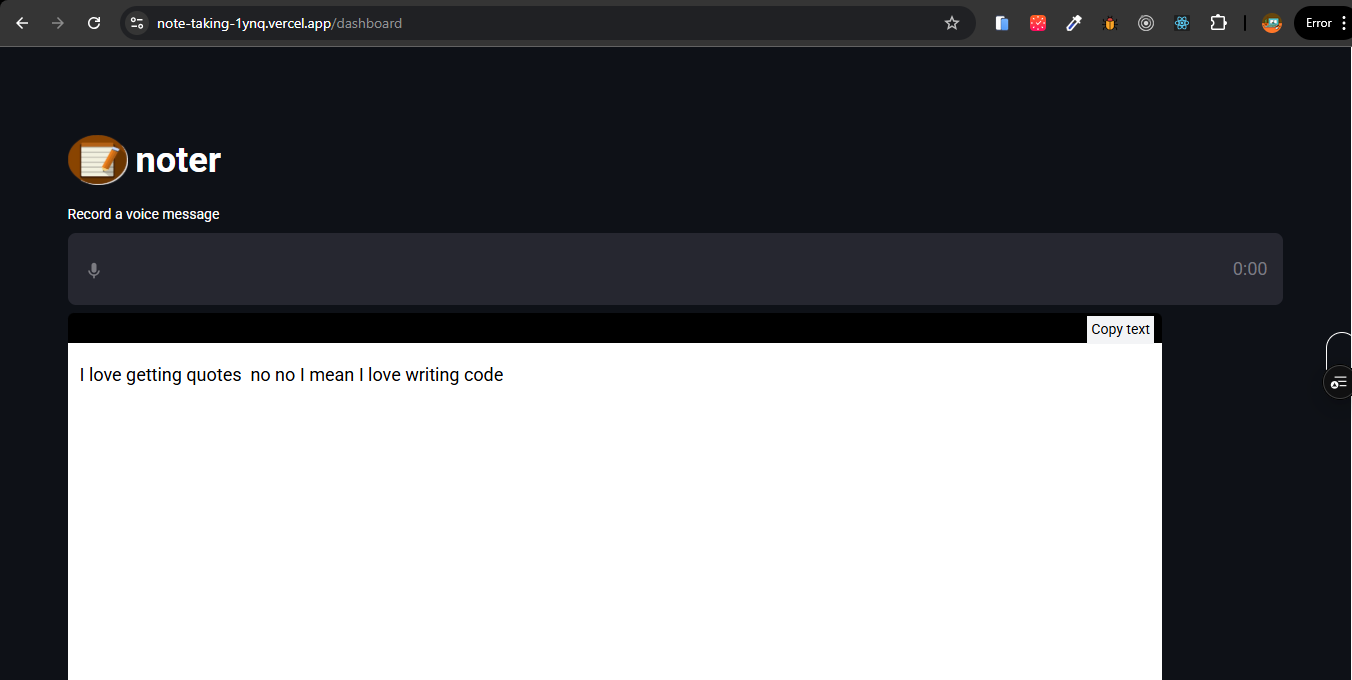 note-taking-1ynq.vercel.app/dashboard
Error
noter
Record a voice message
0:00
Copy text
I love getting quotes  no no I mean I love writing code